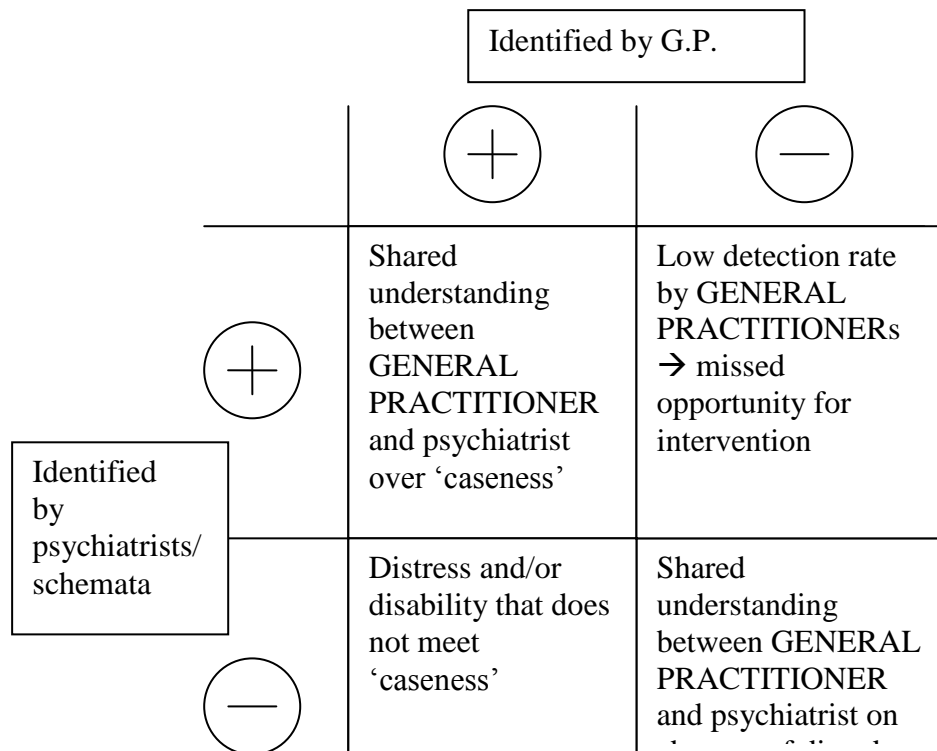 Identified by G.P.
Shared
understanding
between
GENERAL
PRACTITIONER
and psychiatrist
over ‘caseness’
Low detection rate
by GENERAL
PRACTITIONERs
→ missed
opportunity for
intervention
Identified
by
psychiatrists/
schemata
Distress and/or
disability that does
not meet
‘caseness’
Shared
understanding
between GENERAL
PRACTITIONER
and psychiatrist on